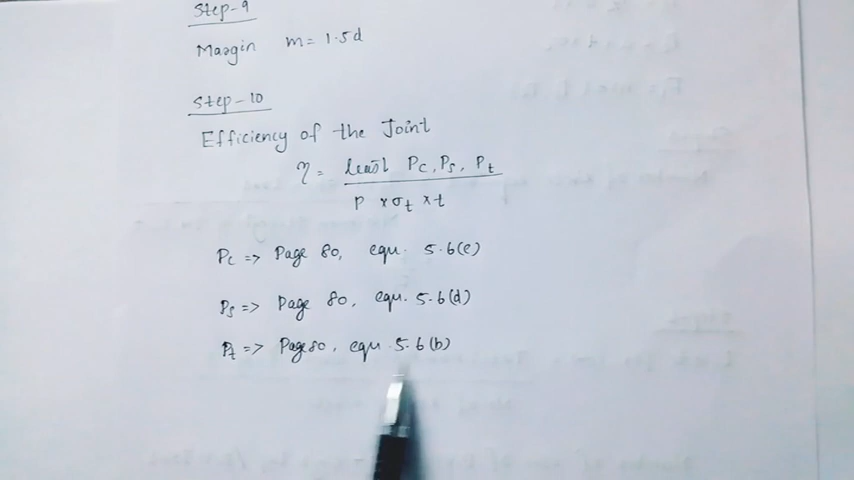 Step-9
Margin m= 1.5d
Step-10
Efficiency of the Joint
η = least Pc, Ps, Pt
P × σt × t
Pc => Page 80, equ. 5.6(e)
Ps => Page 80, equ. 5.6(d)
Pt => Page 80, equ. 5.6(b)